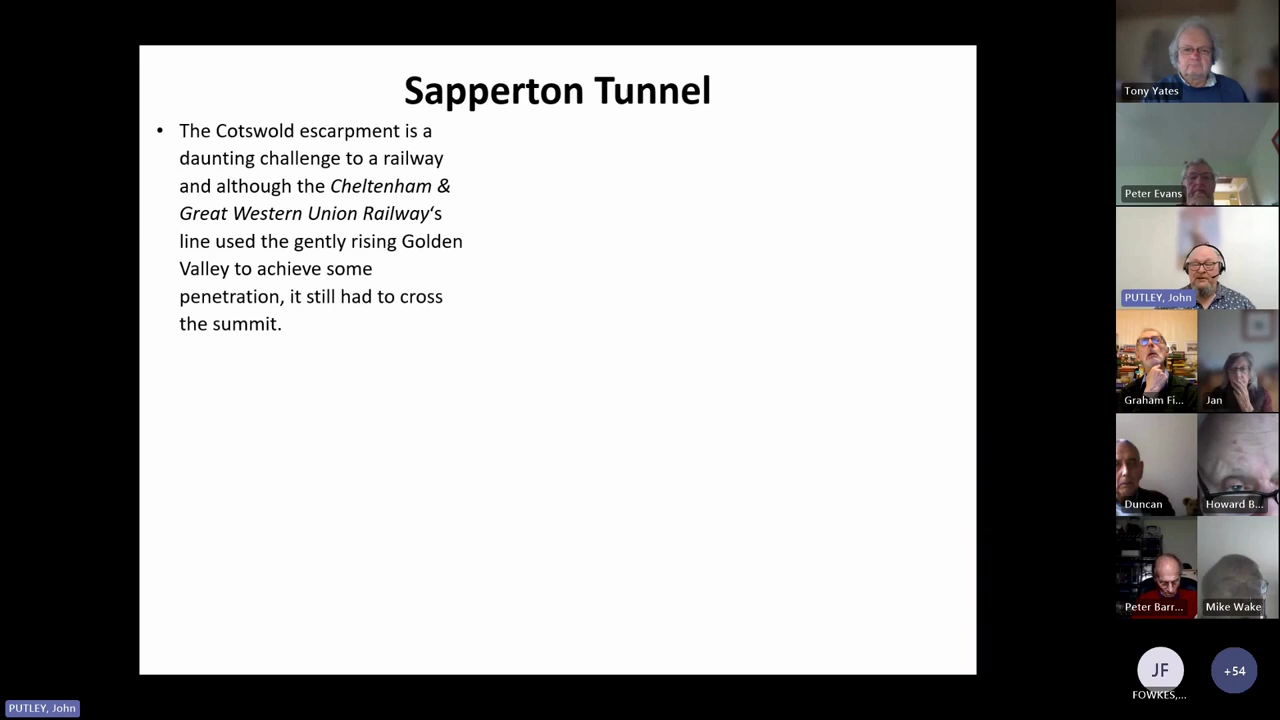 Sapperton Tunnel
• The Cotswold escarpment is a
daunting challenge to a railway
and although the Cheltenham &
Great Western Union Railway‘s
line used the gently rising Golden
Valley to achieve some
penetration, it still had to cross
the summit.
Tony Yates
Peter Evans
PUTLEY, John
Graham Fi...
Jan
Duncan
Howard B...
Peter Barr...
Mike Wake
JF
+54
FOWKES,...
PUTLEY, John